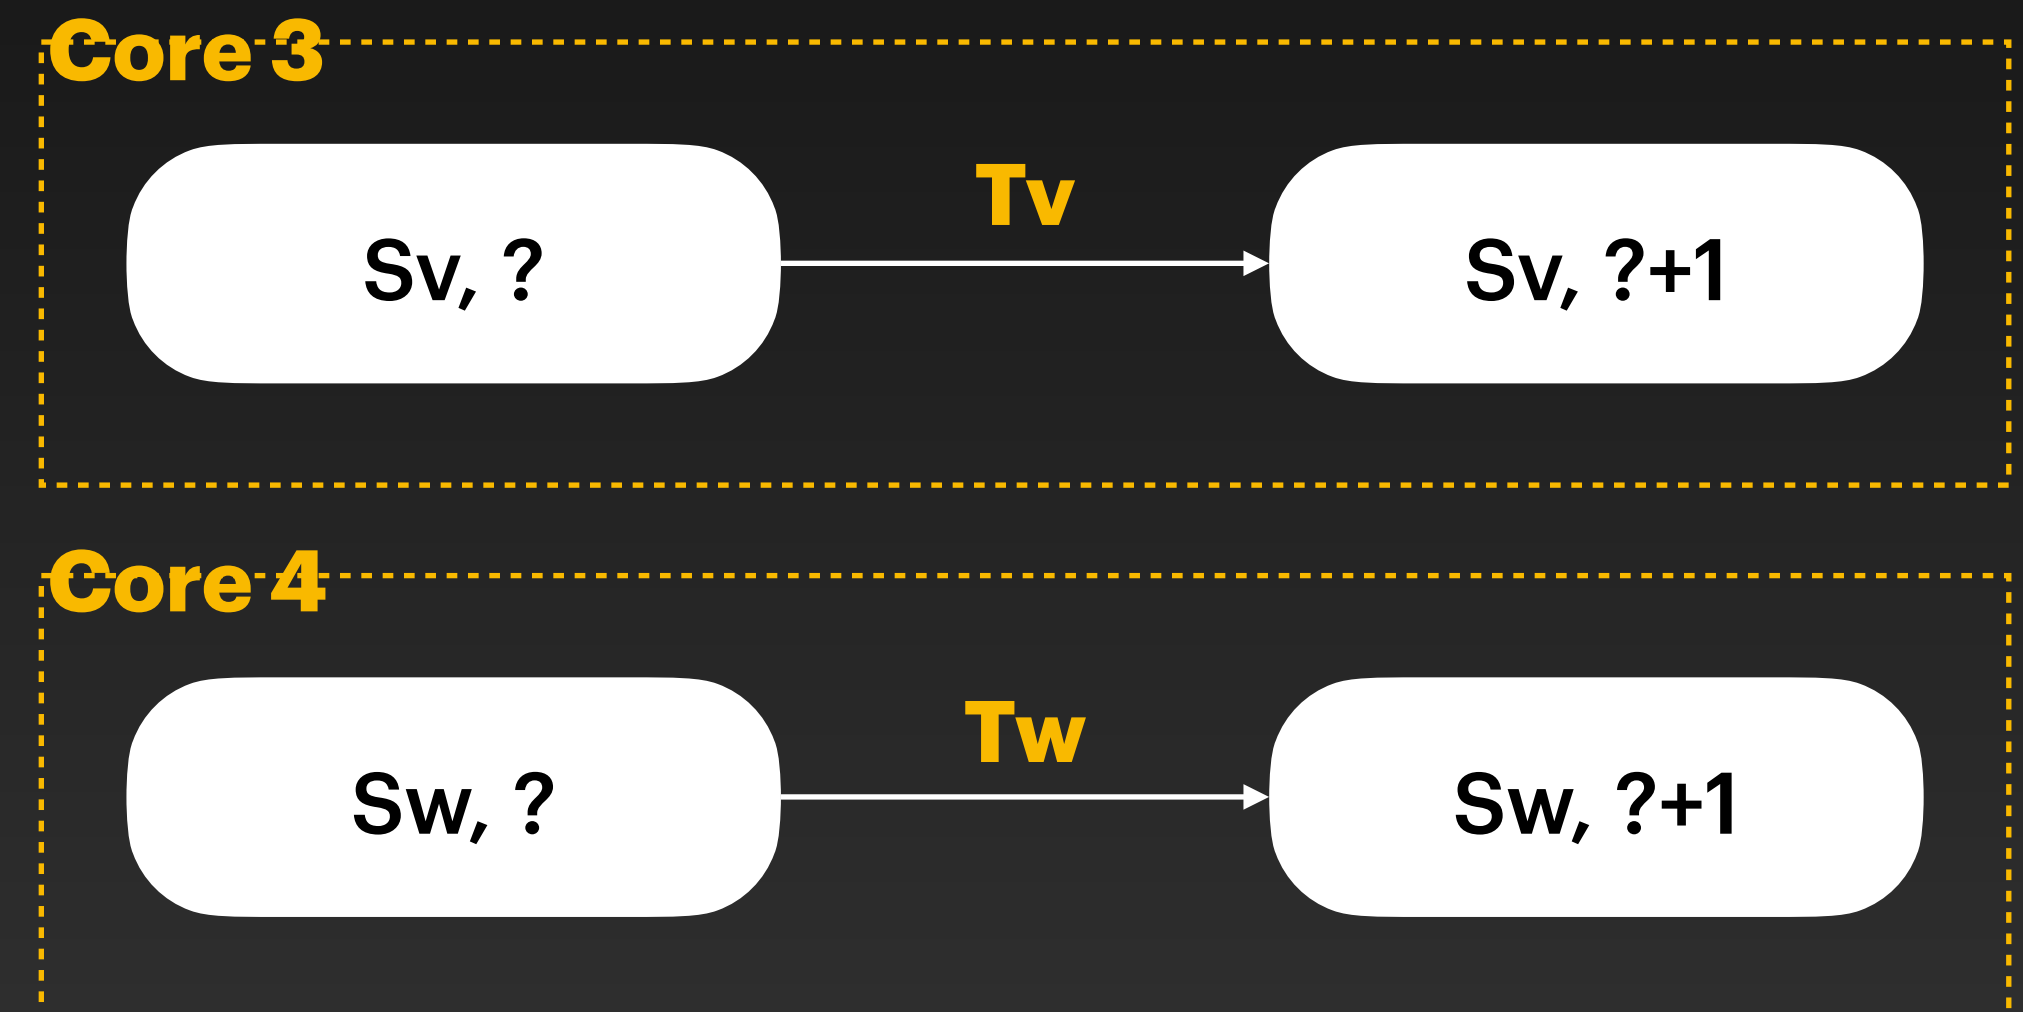 Core 3
Tv
Sv, ?
Sv, ?+1
Core 4
Tw
Sw, ?
Sw, ?+1